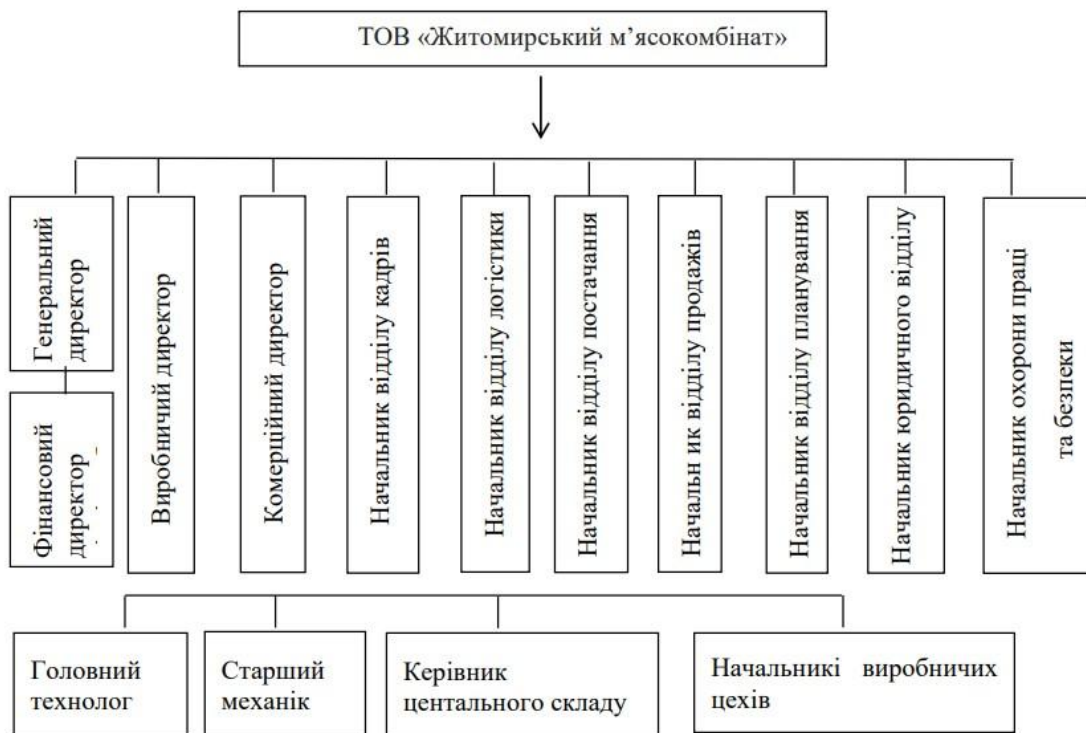 ТОВ «Житомирський м’ясокомбінат»
Генеральний
директор
Фінансовий
директор
Виробничий директор
Комерційний директор
Начальник відділу кадрів
Начальник відділу логістики
Начальник відділу постачання
Начальн ик відділу продажів
Начальник відділу планування
Начальник юридичного відділу
Начальник охорони праці
та безпеки
Головний
технолог
Старший
механік
Керівник
центрального складу
Начальникі виробничих
цехів